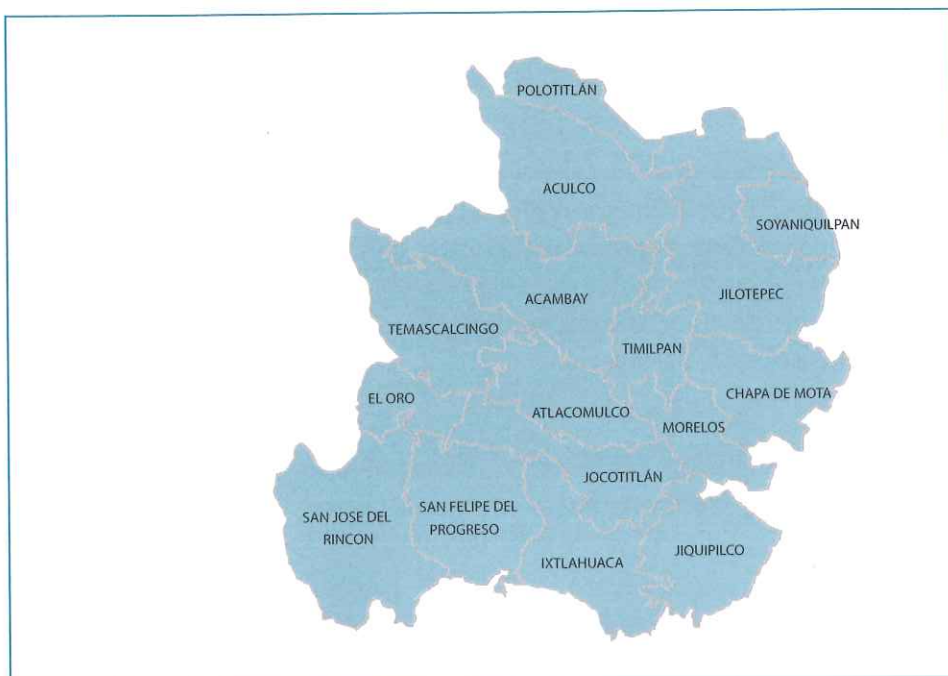 POLOTITLÁN
ACULCO
SOYANIQUILPAN
ACAMBAY
JILOTEPEC
TEMASCALCINGO
TIMILPAN
EL ORO
CHAPA DE MOTA
ATLACOMULCO
MORELOS
JOCOTITLÁN
SAN JOSE DEL
RINCON
SAN FELIPE DEL
PROGRESO
IXTLAHUACA
JIQUIPILCO